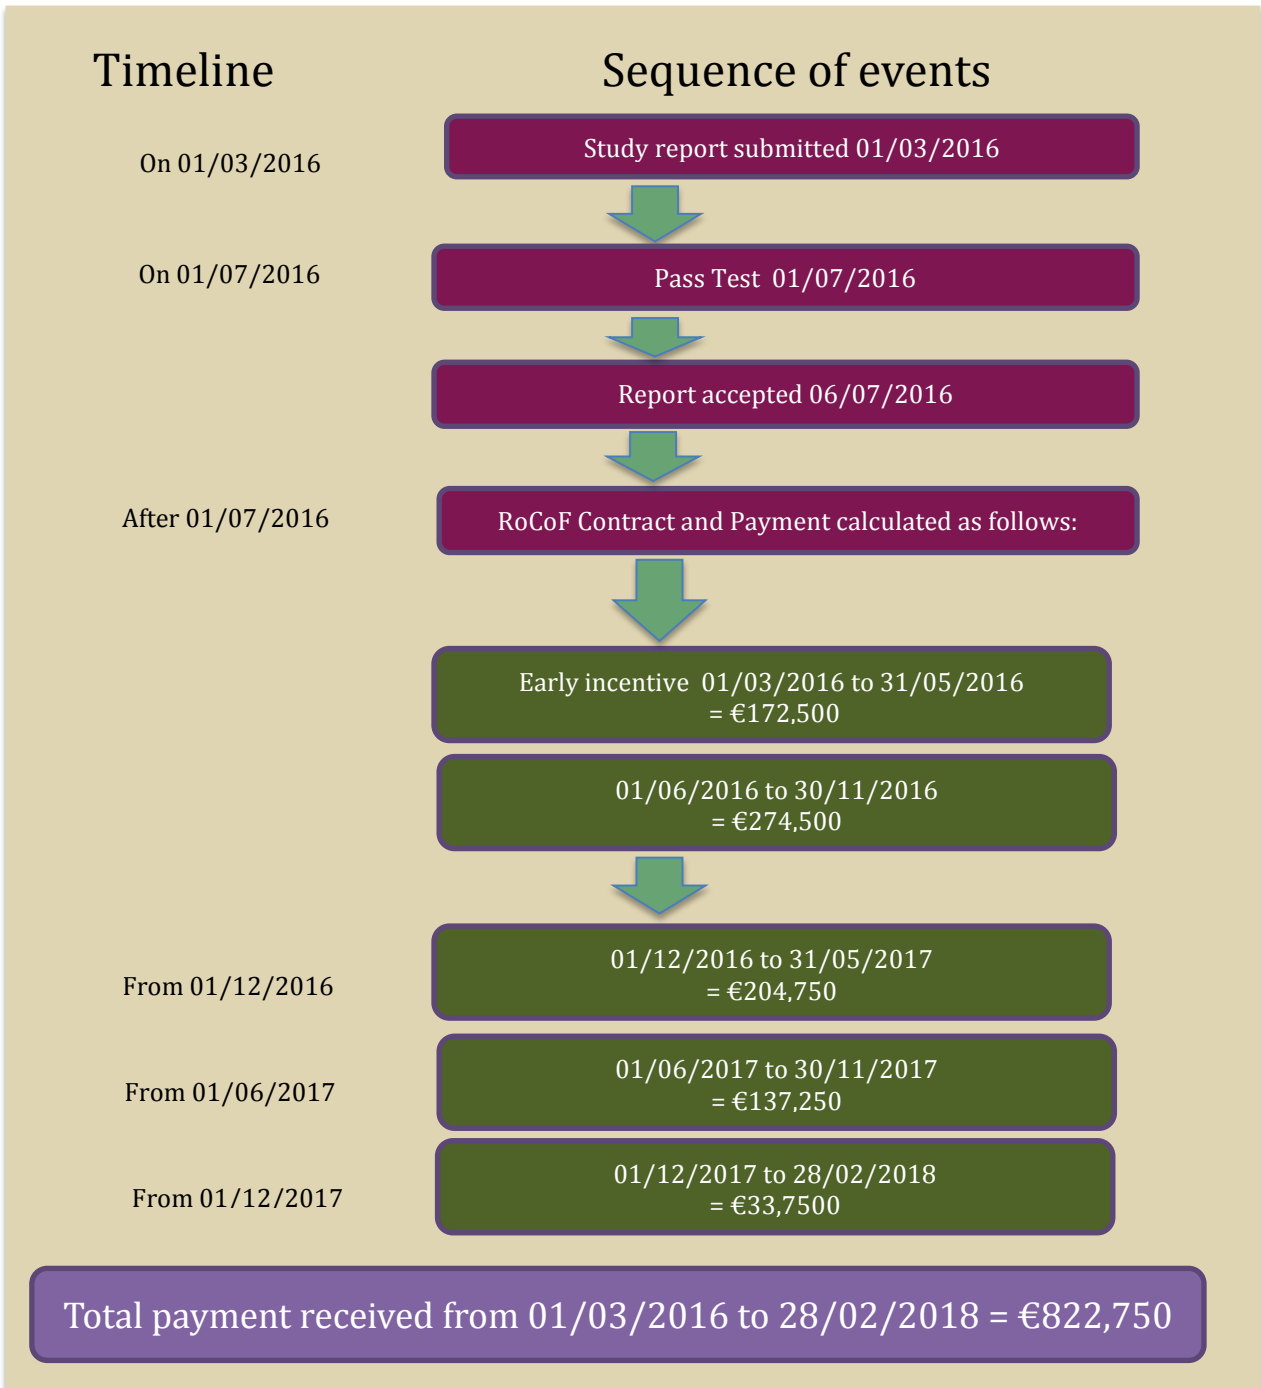 Timeline
Sequence of events
On 01/03/2016
Study report submitted 01/03/2016
On 01/07/2016
Pass Test 01/07/2016
Report accepted 06/07/2016
After 01/07/2016
RoCoF Contract and Payment calculated as follows:
Early incentive 01/03/2016 to 31/05/2016
= €172,500
01/06/2016 to 30/11/2016
= €274,500
From 01/12/2016
01/12/2016 to 31/05/2017
= €204,750
From 01/06/2017
01/06/2017 to 30/11/2017
= €137,250
From 01/12/2017
01/12/2017 to 28/02/2018
= €33,7500
Total payment received from 01/03/2016 to 28/02/2018 = €822,750